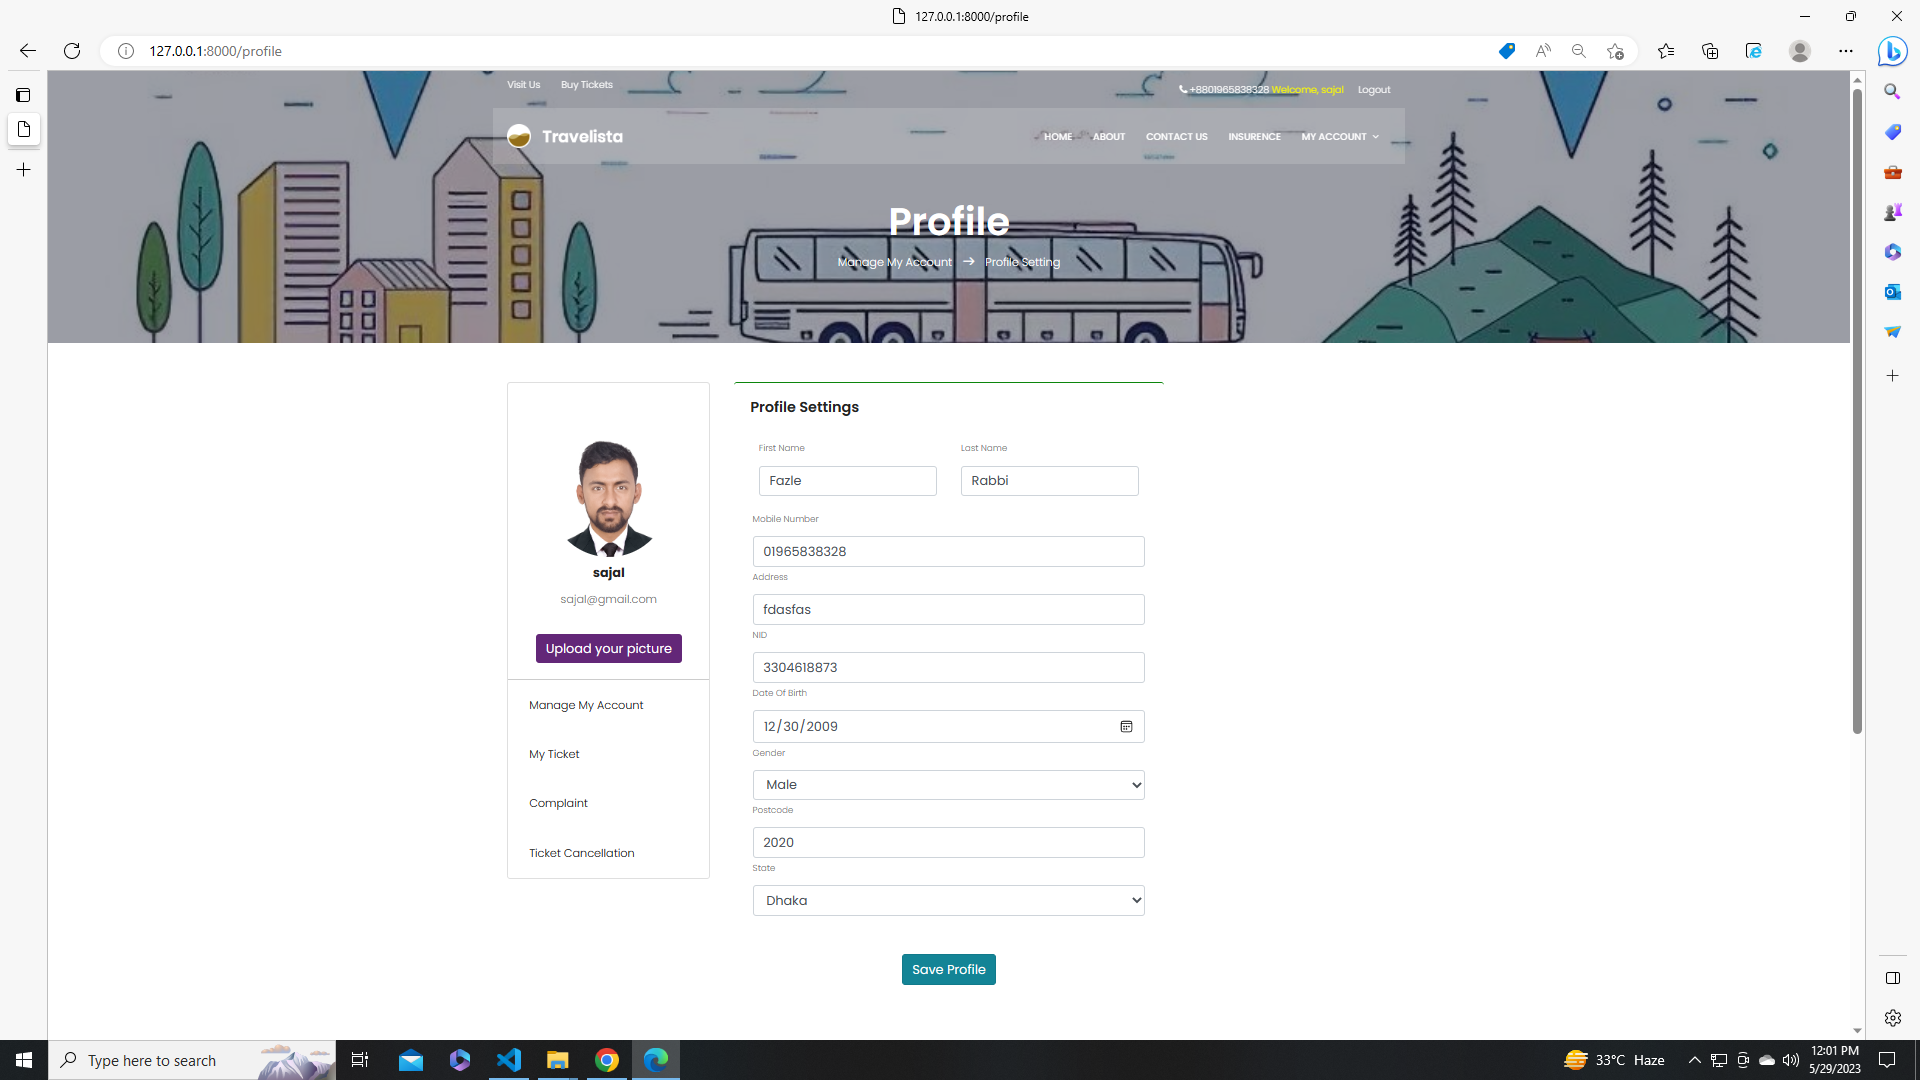 127.0.0.1:8000/profile
127.0.0.1:8000/profile
Visit Us Buy Tickets
+8801965838328 Welcome, sajal Logout
Travelista
HOME ABOUT CONTACT US INSURENCE MY ACCOUNT
Profile
Manage My Account → Profile Setting
sajal
sajal@gmail.com
Upload your picture
Manage My Account
My Ticket
Complaint
Ticket Cancellation
Profile Settings
First Name Last Name
Fazle Rabbi
Mobile Number
01965838328
Address
fdasfas
NID
3304618873
Date Of Birth
12/30/2009
Gender
Male
Postcode
2020
State
Dhaka
Save Profile
Type here to search
33°C Haze
12:01 PM
5/29/2023